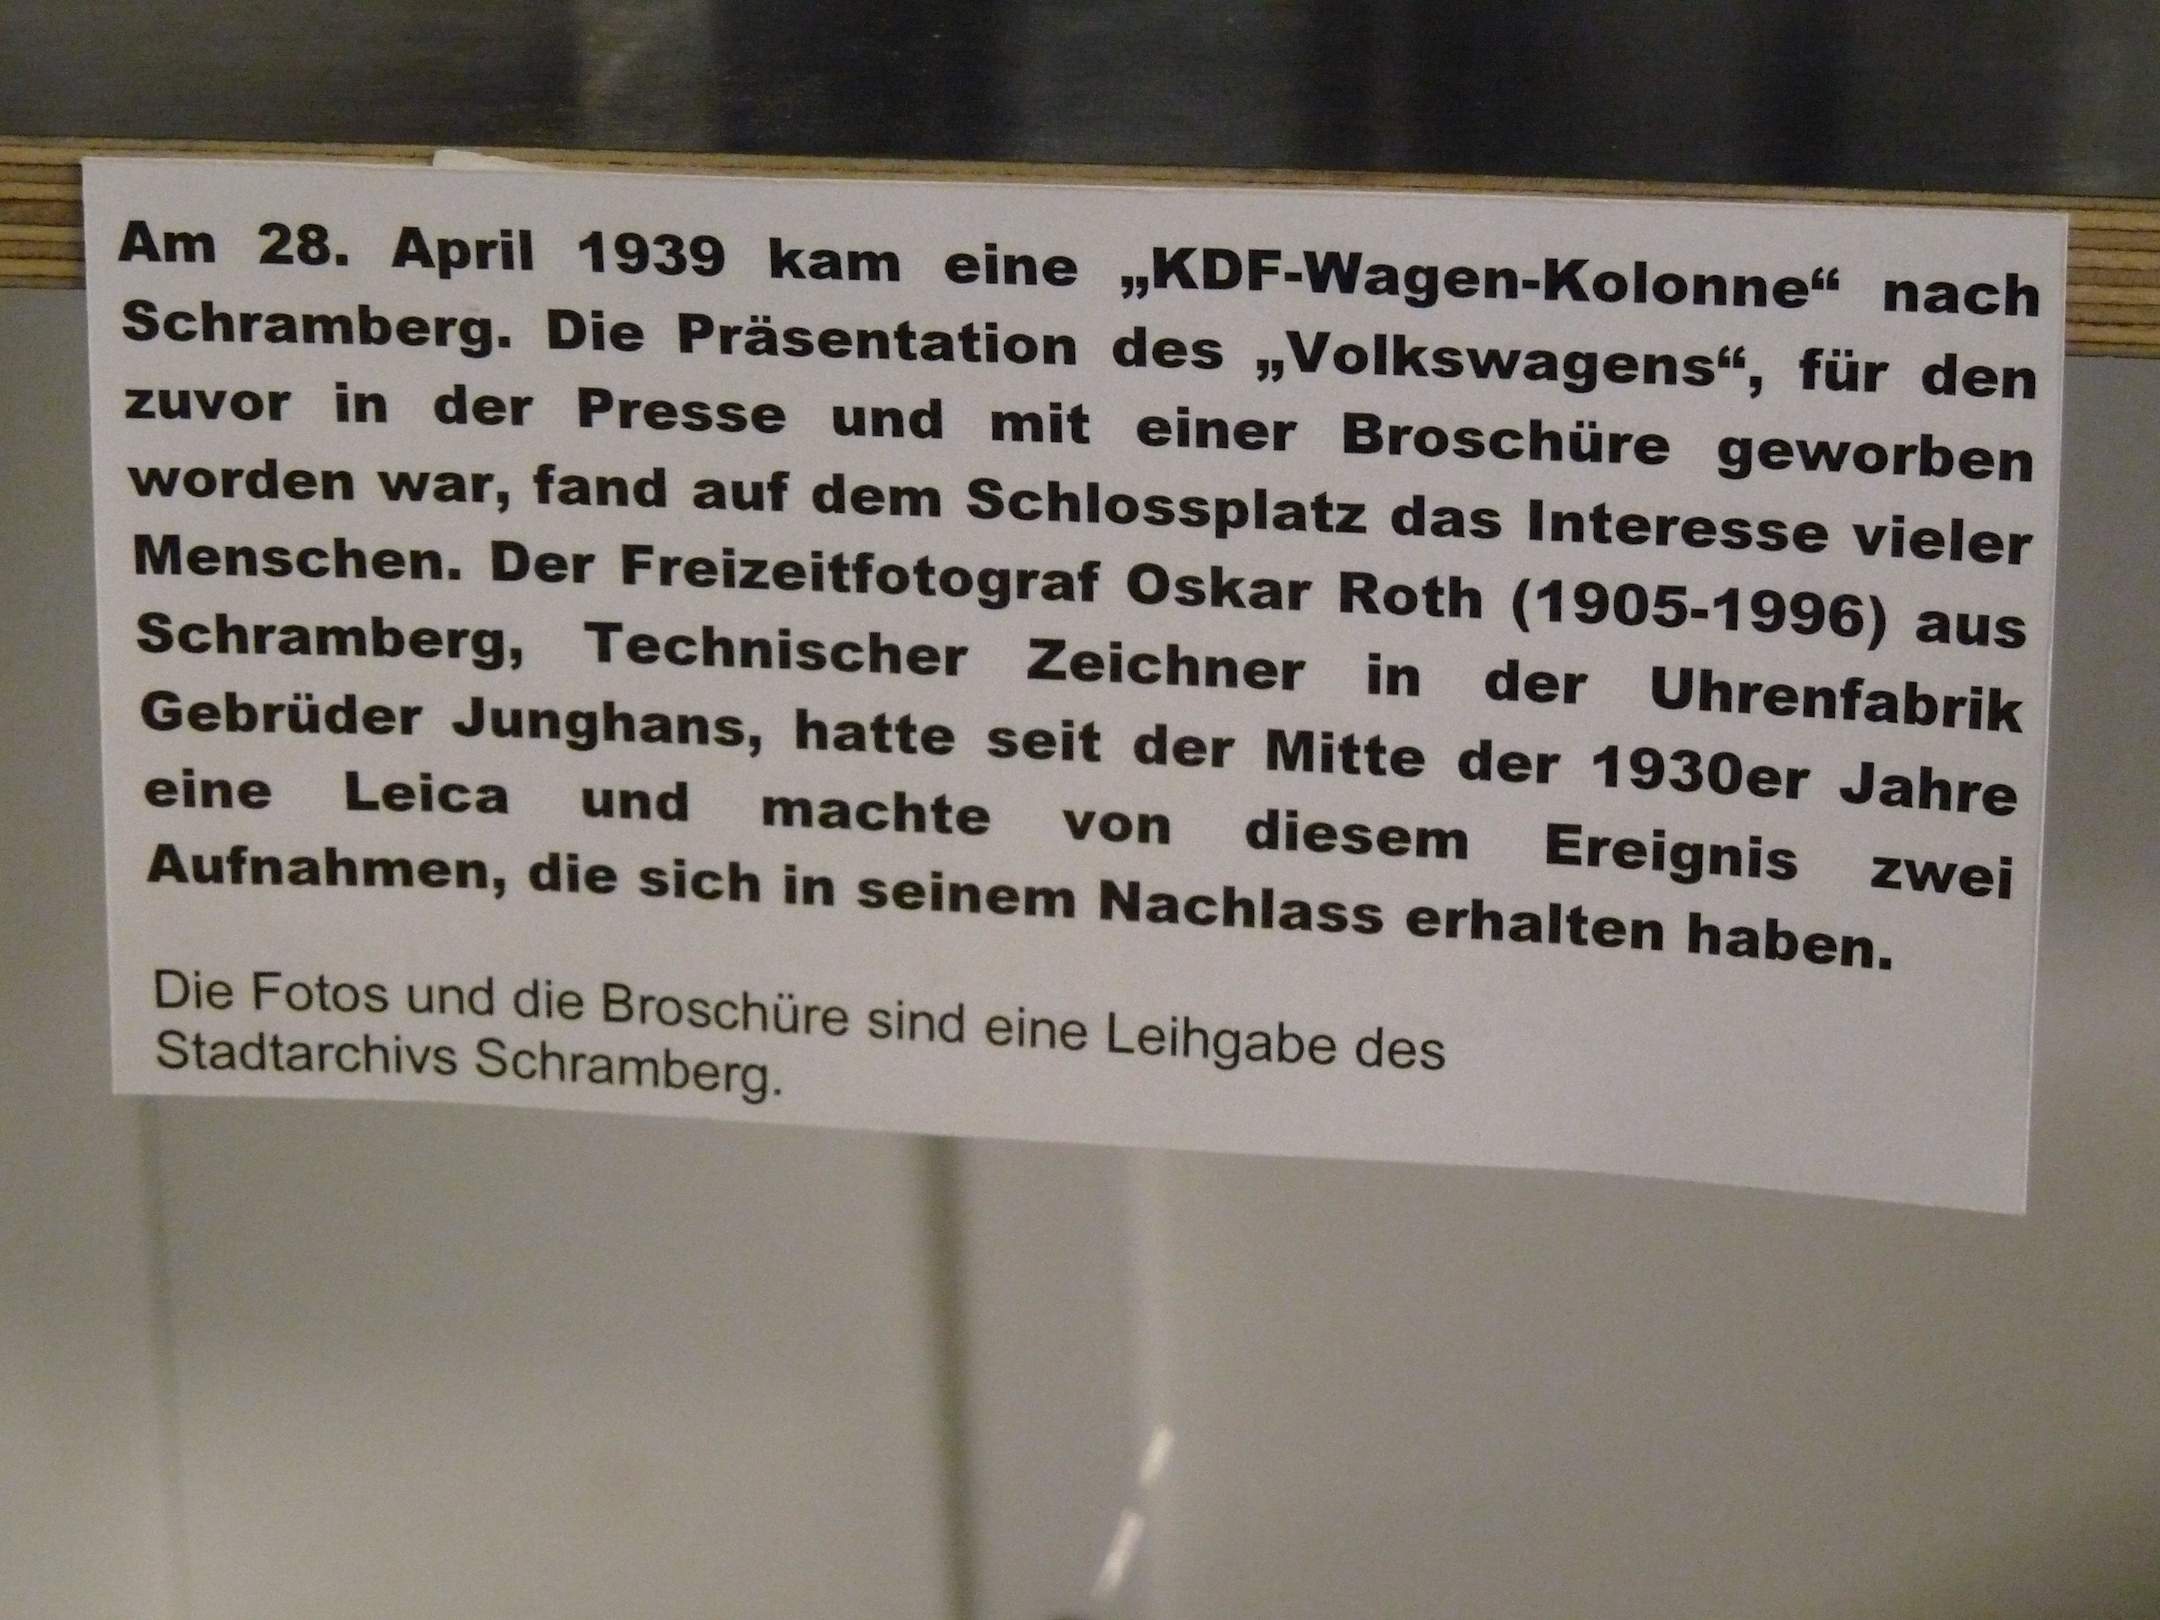 Am 28. April 1939 kam eine „KDF-Wagen-Kolonne“ nach
Schramberg. Die Präsentation des „Volkswagens“, für den
zuvor in der Presse und mit einer Broschüre geworben
worden war, fand auf dem Schlossplatz das Interesse vieler
Menschen. Der Freizeitfotograf Oskar Roth (1905-1996) aus
Schramberg, Technischer Zeichner in der Uhrenfabrik
Gebrüder Junghans, hatte seit der Mitte der 1930er Jahre
eine Leica und machte von diesem Ereignis zwei
Aufnahmen, die sich in seinem Nachlass erhalten haben.
Die Fotos und die Broschüre sind eine Leihgabe des
Stadtarchivs Schramberg.